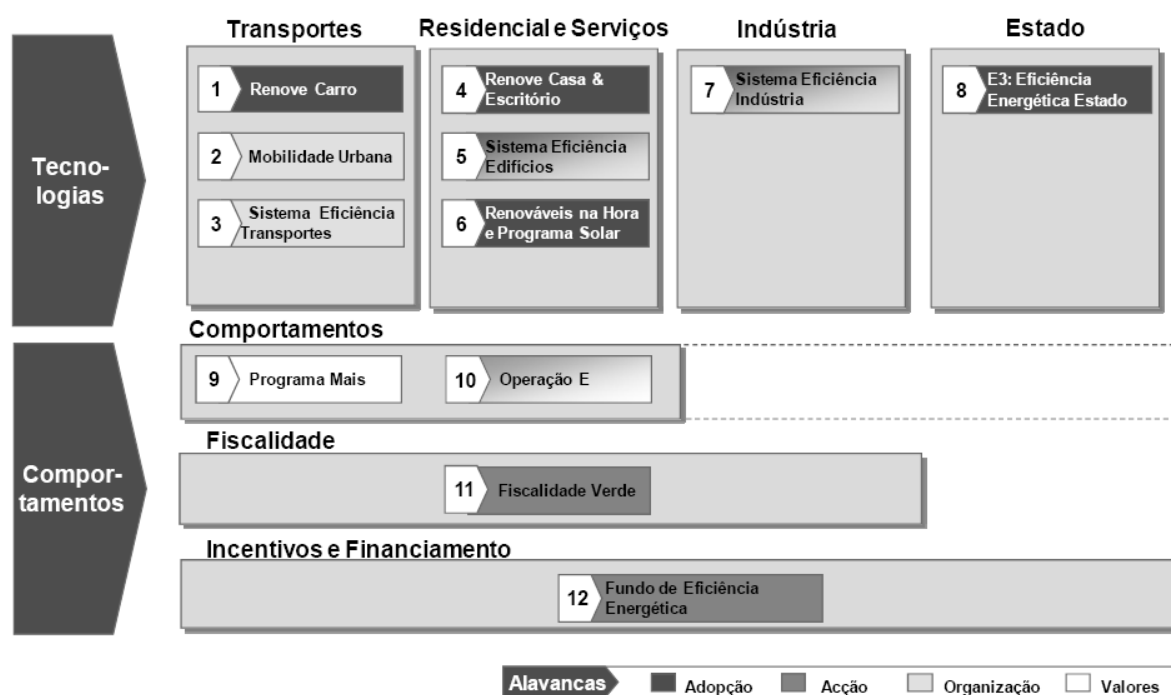 Transportes
Residencial e Serviços
Indústria
Estado
Tecno-
logias
1 Renove Carro
2 Mobilidade Urbana
3 Sistema Eficiência
Transportes
4 Renove Casa &
Escritório
5 Sistema Eficiência
Edifícios
6 Renováveis na Hora
e Programa Solar
7 Sistema Eficiência
Indústria
8 E3: Eficiência
Energética Estado
Compor-
tamentos
Comportamentos
9 Programa Mais
10 Operação E
Fiscalidade
11 Fiscalidade Verde
Incentivos e Financiamento
12 Fundo de Eficiência
Energética
Alavancas Adopção Acção Organização Valores